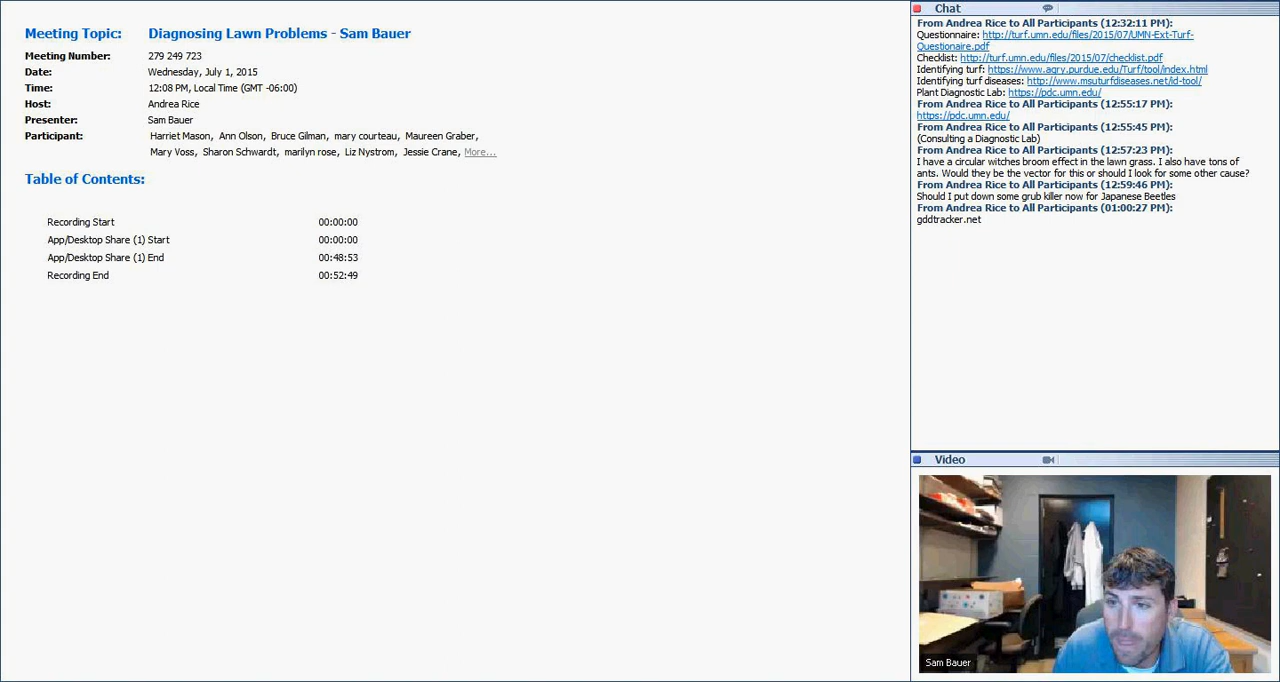 Meeting Topic: Diagnosing Lawn Problems - Sam Bauer
Meeting Number: 279 249 723
Date: Wednesday, July 1, 2015
Time: 12:08 PM, Local Time (GMT -06:00)
Host: Andrea Rice
Presenter: Sam Bauer
Participant: Harriet Mason, Ann Olson, Bruce Gilman, mary courteau, Maureen Graber,
Mary Voss, Sharon Schwardt, marilyn rose, Liz Nystrom, Jessie Crane, More...
Table of Contents:
Recording Start 00:00:00
App/Desktop Share (1) Start 00:00:00
App/Desktop Share (1) End 00:48:53
Recording End 00:52:49
Chat
From Andrea Rice to All Participants (12:32:11 PM):
Questionnaire: http://turf.umn.edu/files/2015/07/UMN-Ext-Turf-
Questionaire.pdf
Checklist: http://turf.umn.edu/files/2015/07/checklist.pdf
Identifying turf: https://www.agry.purdue.edu/Turf/tool/index.html
Identifying turf diseases: http://www.msuturfdiseases.net/id-tool/
Plant Diagnostic Lab: https://pdc.umn.edu/
From Andrea Rice to All Participants (12:55:17 PM):
https://pdc.umn.edu/
From Andrea Rice to All Participants (12:55:45 PM):
(Consulting a Diagnostic Lab)
From Andrea Rice to All Participants (12:57:23 PM):
I have a circular witches broom effect in the lawn grass. I also have tons of
ants. Would they be the vector for this or should I look for some other cause?
From Andrea Rice to All Participants (12:59:46 PM):
Should I put down some grub killer now for Japanese Beetles
From Andrea Rice to All Participants (01:00:27 PM):
gddtracker.net
Video
Sam Bauer